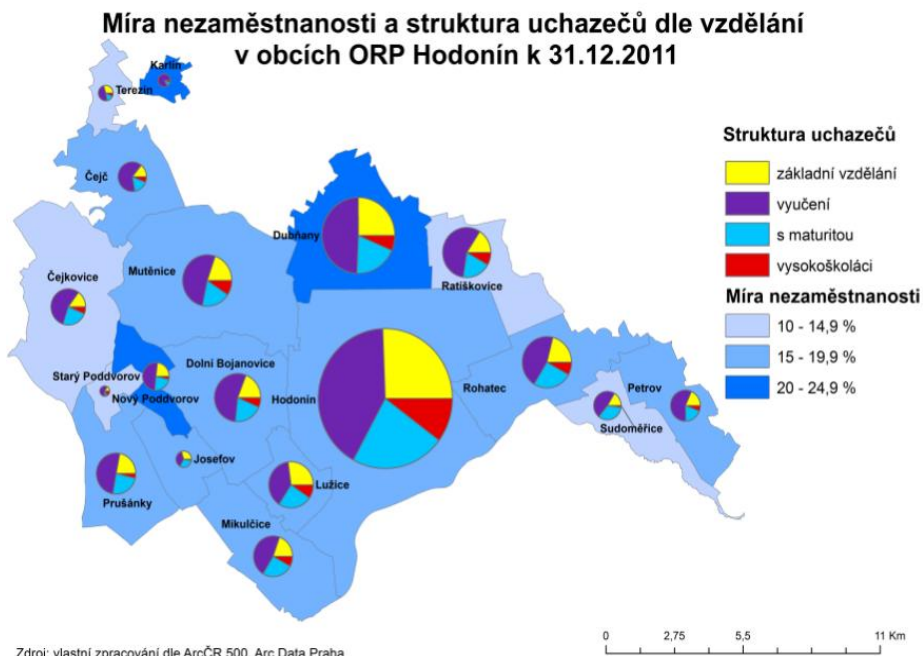 Míra nezaměstnanosti a struktura uchazečů dle vzdělání
v obcích ORP Hodonín k 31.12.2011
Karlín
Terezín
Čejč
Dubňany
Ratíškovice
Čejkovice
Mutěnice
Starý Poddvorov
Nový Poddvorov
Dolní Bojanovice
Hodonín
Rohatec
Petrov
Sudoměřice
Josefov
Prušánky
Lužice
Mikulčice
Struktura uchazečů
základní vzdělání
vyučení
s maturitou
vysokoškoláci
Míra nezaměstnanosti
10 - 14,9 %
15 - 19,9 %
20 - 24,9 %
0 2,75 5,5 11 Km
Zdroj: vlastní zpracování dle ArcČR 500, Arc Data Praha